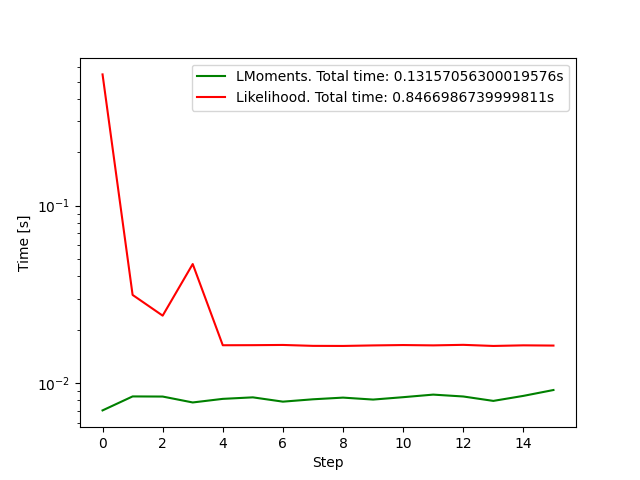 LMoments. Total time: 0.13157056300019576s
Likelihood. Total time: 0.8466986739999811s
Time [s]
10⁻¹
10⁻²
0 2 4 6 8 10 12 14
Step